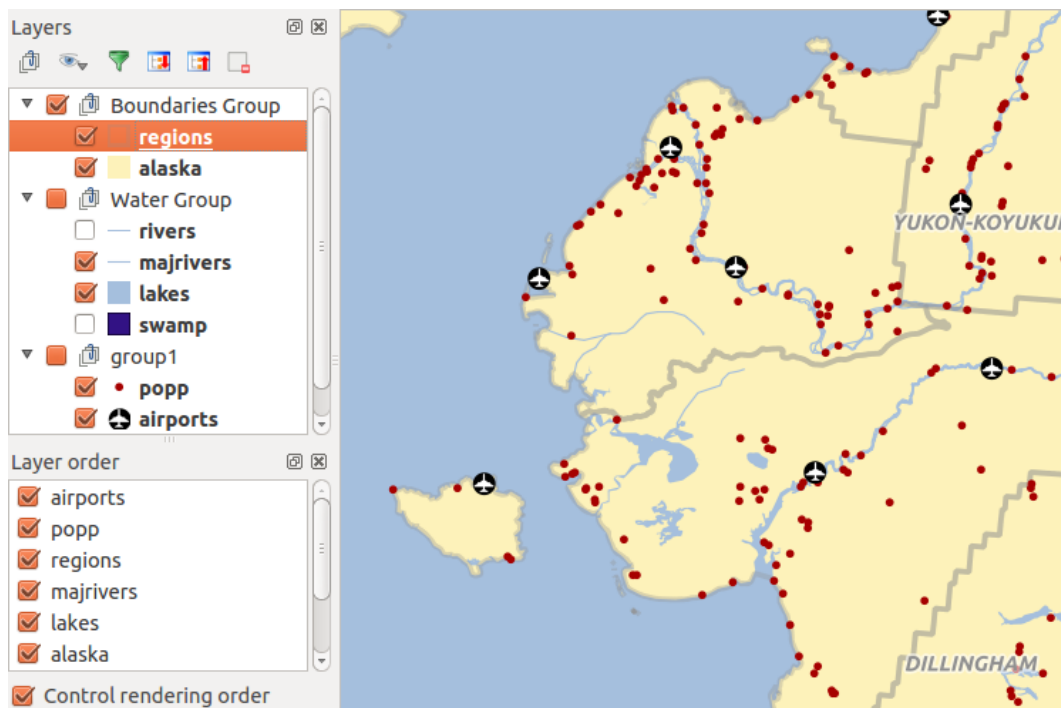 Layers
Boundaries Group
regions
alaska
Water Group
rivers
majrivers
lakes
swamp
group1
popp
airports
Layer order
airports
popp
regions
majrivers
lakes
alaska
Control rendering order
YUKON-KOYUKU
DILLINGHAM